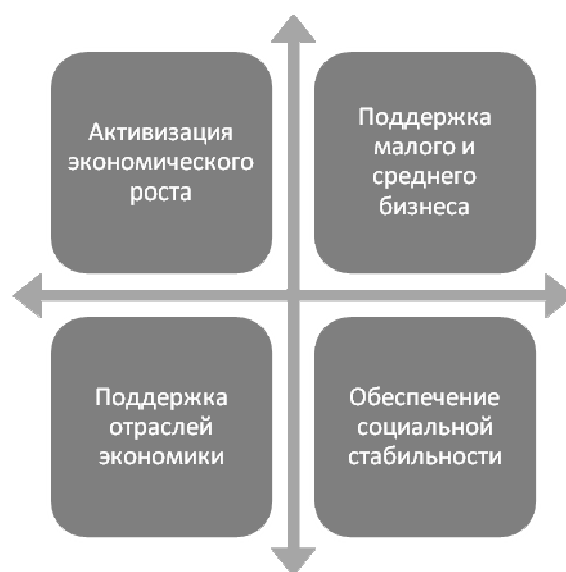 Активизация
экономического
роста
Поддержка
малого и
среднего
бизнеса
Поддержка
отраслей
экономики
Обеспечение
социальной
стабильности